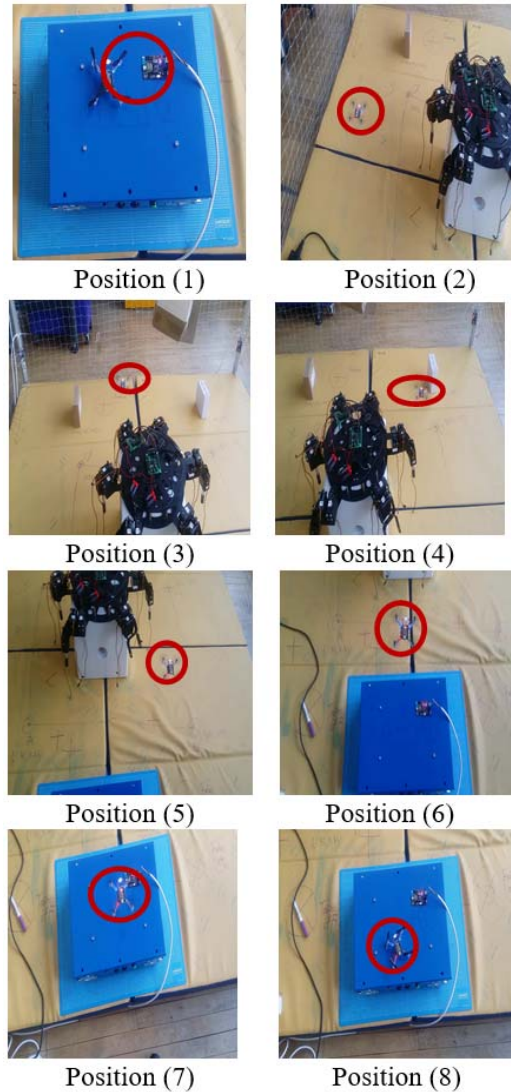 Position (1)
Position (2)
Position (3)
Position (4)
Position (5)
Position (6)
Position (7)
Position (8)